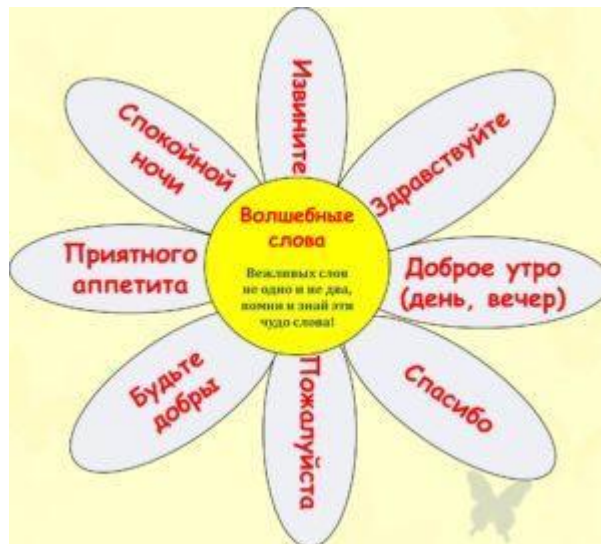 Волшебные
слова
Вежливых слов
не одно и не два,
помни и знай эти
чудо слова!
Извините
Здравствуйте
Доброе утро
(день, вечер)
Спасибо
Пожалуйста
Будьте
добры
Приятного
аппетита
Спокойной
ночи